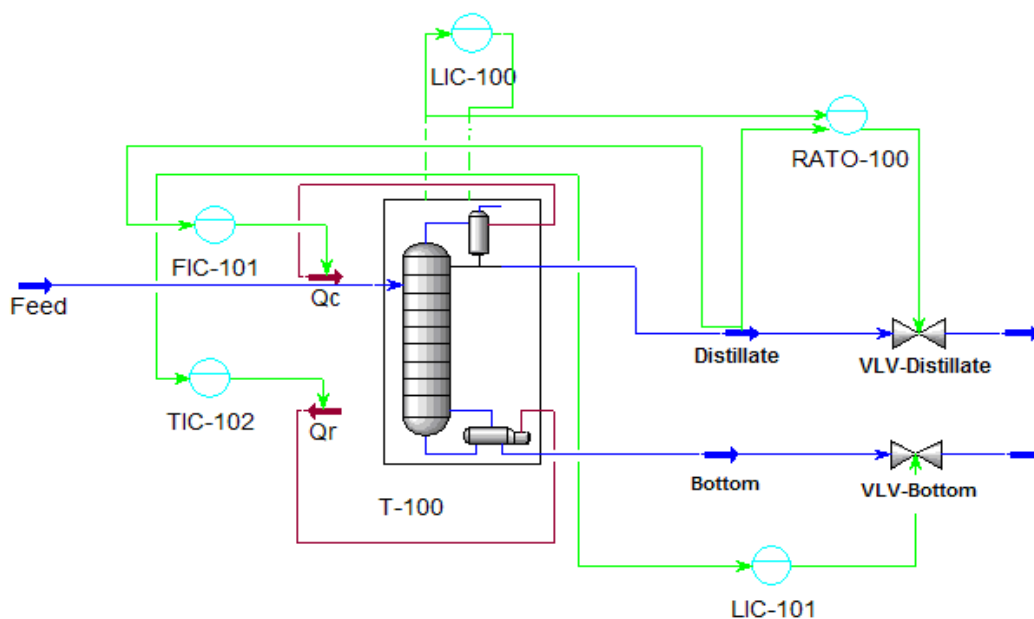 LIC-100
RATO-100
FIC-101
Feed
Qc
Distillate
VLV-Distillate
TIC-102
Qr
Bottom
VLV-Bottom
T-100
LIC-101